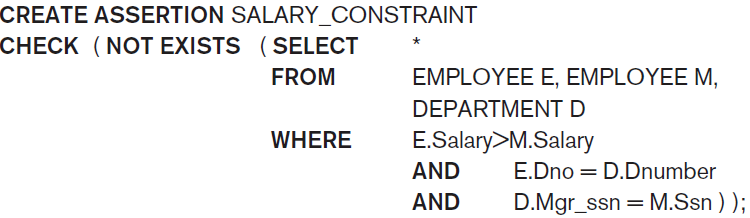 CREATE ASSERTION SALARY_CONSTRAINT
CHECK ( NOT EXISTS ( SELECT *
FROM EMPLOYEE E, EMPLOYEE M,
DEPARTMENT D
WHERE E.Salary>M.Salary
AND E.Dno = D.Dnumber
AND D.Mgr_ssn = M.Ssn ) );